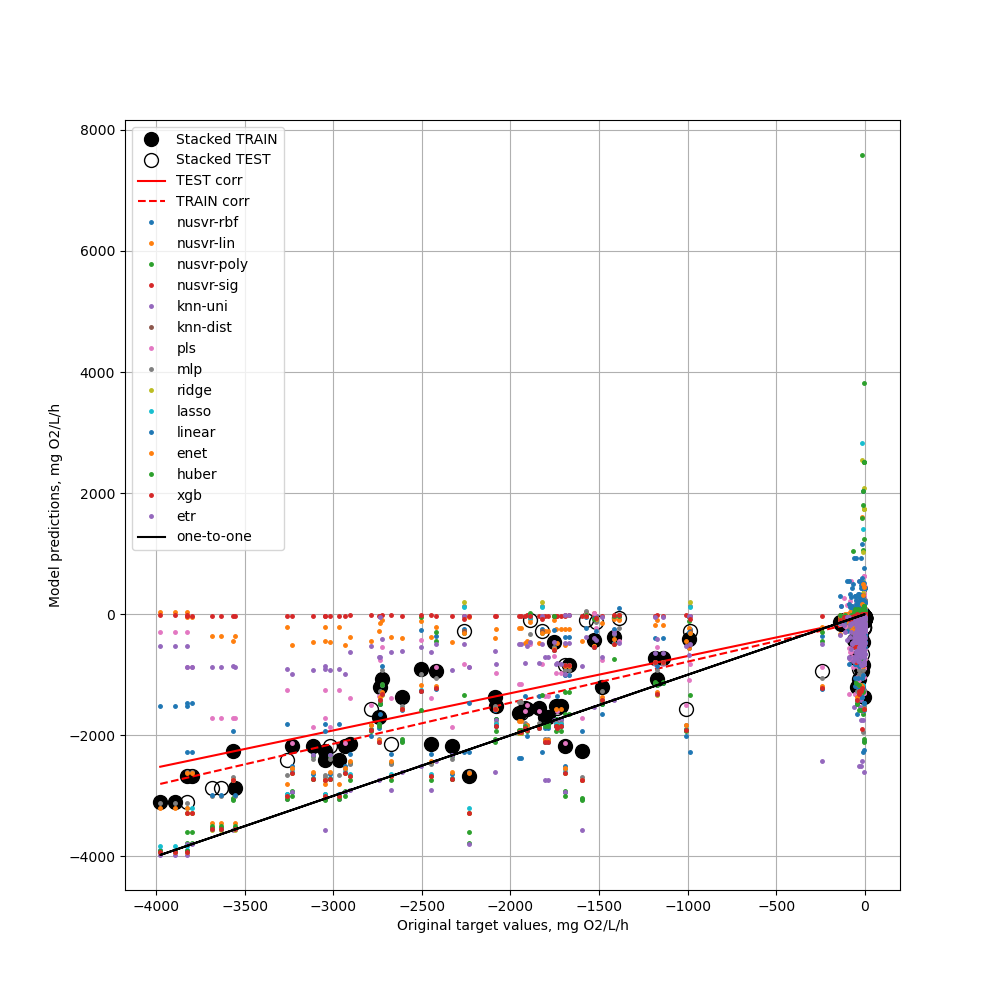 8000
6000
4000
2000
0
−2000
−4000
Model predictions, mg O2/L/h
Stacked TRAIN
Stacked TEST
TEST corr
TRAIN corr
nusvr-rbf
nusvr-lin
nusvr-poly
nusvr-sig
knn-uni
knn-dist
pls
mlp
ridge
lasso
linear
enet
huber
xgb
etr
one-to-one
−4000 −3500 −3000 −2500 −2000 −1500 −1000 −500 0
Original target values, mg O2/L/h